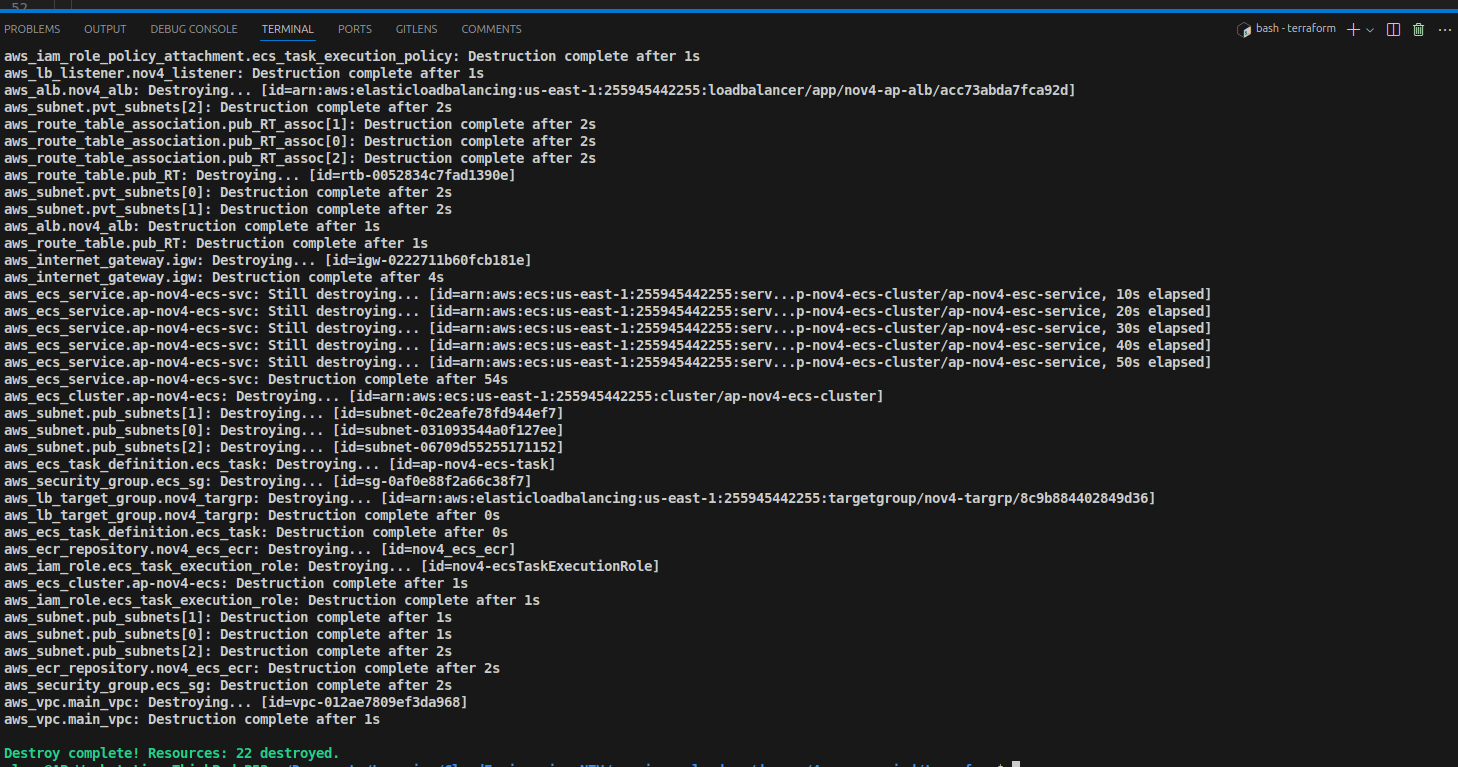 52
PROBLEMS OUTPUT DEBUG CONSOLE TERMINAL PORTS GITLENS COMMENTS bash - terraform
aws_iam_role_policy_attachment.ecs_task_execution_policy: Destruction complete after 1s
aws_lb_listener.nov4_listener: Destruction complete after 1s
aws_alb.nov4_alb: Destroying... [id=arn:aws:elasticloadbalancing:us-east-1:255945442255:loadbalancer/app/nov4-ap-alb/acc73abda7fca92d]
aws_subnet.pvt_subnets[2]: Destruction complete after 2s
aws_route_table_association.pub_RT_assoc[1]: Destruction complete after 2s
aws_route_table_association.pub_RT_assoc[0]: Destruction complete after 2s
aws_route_table_association.pub_RT_assoc[2]: Destruction complete after 2s
aws_route_table.pub_RT: Destroying... [id=rtb-0052834c7fad1390e]
aws_subnet.pvt_subnets[0]: Destruction complete after 2s
aws_subnet.pvt_subnets[1]: Destruction complete after 2s
aws_alb.nov4_alb: Destruction complete after 1s
aws_route_table.pub_RT: Destruction complete after 1s
aws_internet_gateway.igw: Destroying... [id=igw-0222711b60fcb181e]
aws_internet_gateway.igw: Destruction complete after 4s
aws_ecs_service.ap-nov4-ecs-svc: Still destroying... [id=arn:aws:ecs:us-east-1:255945442255:serv...p-nov4-ecs-cluster/ap-nov4-esc-service, 10s elapsed]
aws_ecs_service.ap-nov4-ecs-svc: Still destroying... [id=arn:aws:ecs:us-east-1:255945442255:serv...p-nov4-ecs-cluster/ap-nov4-esc-service, 20s elapsed]
aws_ecs_service.ap-nov4-ecs-svc: Still destroying... [id=arn:aws:ecs:us-east-1:255945442255:serv...p-nov4-ecs-cluster/ap-nov4-esc-service, 30s elapsed]
aws_ecs_service.ap-nov4-ecs-svc: Still destroying... [id=arn:aws:ecs:us-east-1:255945442255:serv...p-nov4-ecs-cluster/ap-nov4-esc-service, 40s elapsed]
aws_ecs_service.ap-nov4-ecs-svc: Still destroying... [id=arn:aws:ecs:us-east-1:255945442255:serv...p-nov4-ecs-cluster/ap-nov4-esc-service, 50s elapsed]
aws_ecs_service.ap-nov4-ecs-svc: Destruction complete after 54s
aws_ecs_cluster.ap-nov4-ecs: Destroying... [id=arn:aws:ecs:us-east-1:255945442255:cluster/ap-nov4-ecs-cluster]
aws_subnet.pub_subnets[1]: Destroying... [id=subnet-0c2eafe78fd944ef7]
aws_subnet.pub_subnets[0]: Destroying... [id=subnet-031093544a0f127ee]
aws_subnet.pub_subnets[2]: Destroying... [id=subnet-06709d55255171152]
aws_ecs_task_definition.ecs_task: Destroying... [id=ap-nov4-ecs-task]
aws_security_group.ecs_sg: Destroying... [id=sg-0af0e88f2a66c38f7]
aws_lb_target_group.nov4_targrp: Destroying... [id=arn:aws:elasticloadbalancing:us-east-1:255945442255:targetgroup/nov4-targrp/8c9b884402849d36]
aws_lb_target_group.nov4_targrp: Destruction complete after 0s
aws_ecs_task_definition.ecs_task: Destruction complete after 0s
aws_ecr_repository.nov4_ecs_ecr: Destroying... [id=nov4_ecs_ecr]
aws_iam_role.ecs_task_execution_role: Destroying... [id=nov4-ecsTaskExecutionRole]
aws_ecs_cluster.ap-nov4-ecs: Destruction complete after 1s
aws_iam_role.ecs_task_execution_role: Destruction complete after 1s
aws_subnet.pub_subnets[1]: Destruction complete after 1s
aws_subnet.pub_subnets[0]: Destruction complete after 1s
aws_subnet.pub_subnets[2]: Destruction complete after 2s
aws_ecr_repository.nov4_ecs_ecr: Destruction complete after 2s
aws_security_group.ecs_sg: Destruction complete after 2s
aws_vpc.main_vpc: Destroying... [id=vpc-012ae7809ef3da968]
aws_vpc.main_vpc: Destruction complete after 1s
Destroy complete! Resources: 22 destroyed.